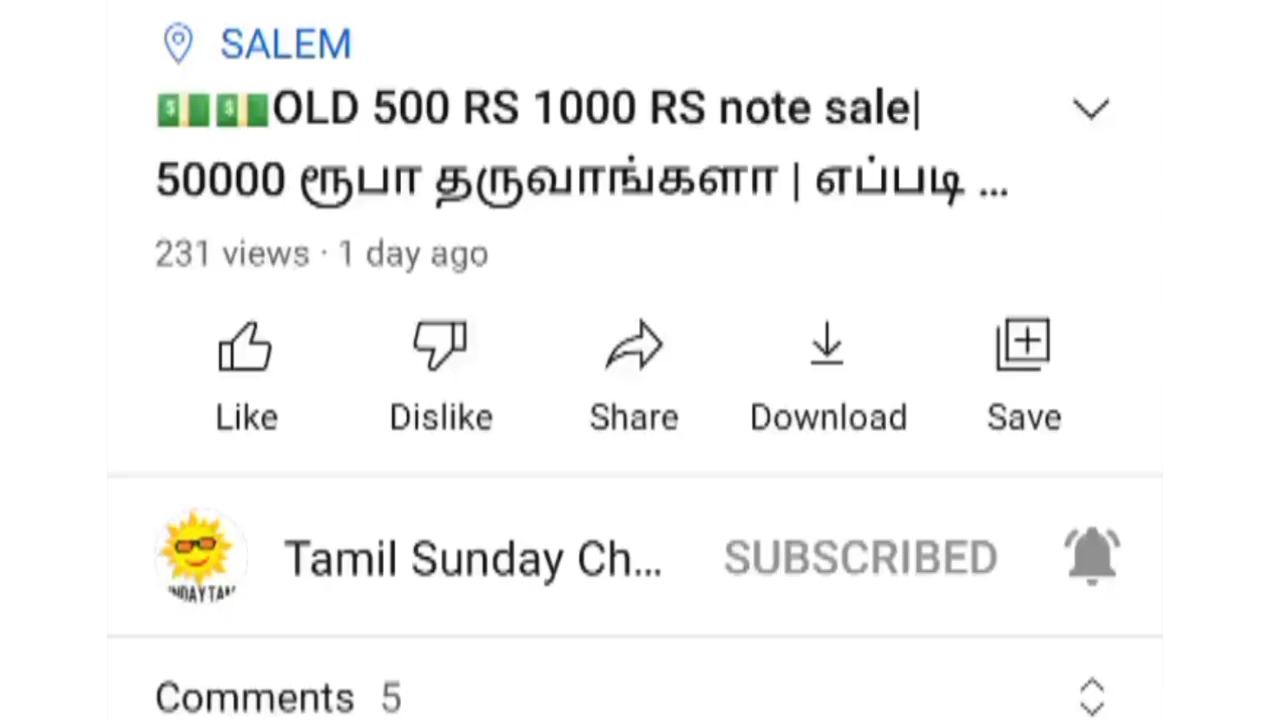 SALEM
💵💵OLD 500 RS 1000 RS note sale|
50000 ரூபா தருவாங்களா | எப்படி ...
231 views · 1 day ago
Like Dislike Share Download Save
Tamil Sunday Ch... SUBSCRIBED
Comments 5